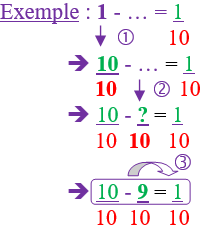 Exemple : 1 - … = 1
① 10
➔ 10 - … = 1
10 ② 10
➔ 10 - ? = 1
10 10 10
③
➔ 10 - 9 = 1
10 10 10